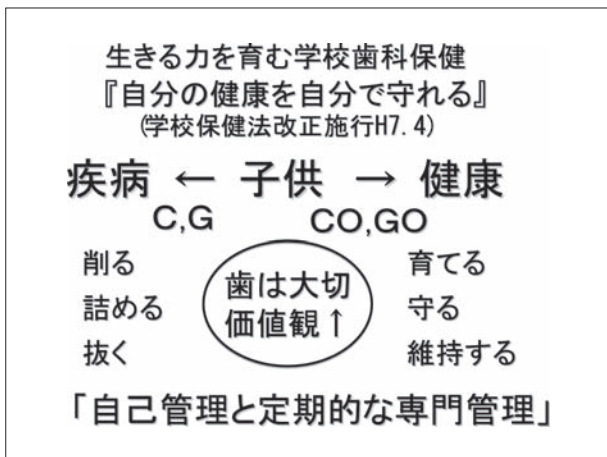 生きる力を育む学校歯科保健
『自分の健康を自分で守れる』
(学校保健法改正施行H7.4)
疾病 ← 子供 → 健康
C,G CO,GO
削る 育てる
歯は大切
詰める 守る
価値観↑
抜く 維持する
「自己管理と定期的な専門管理」